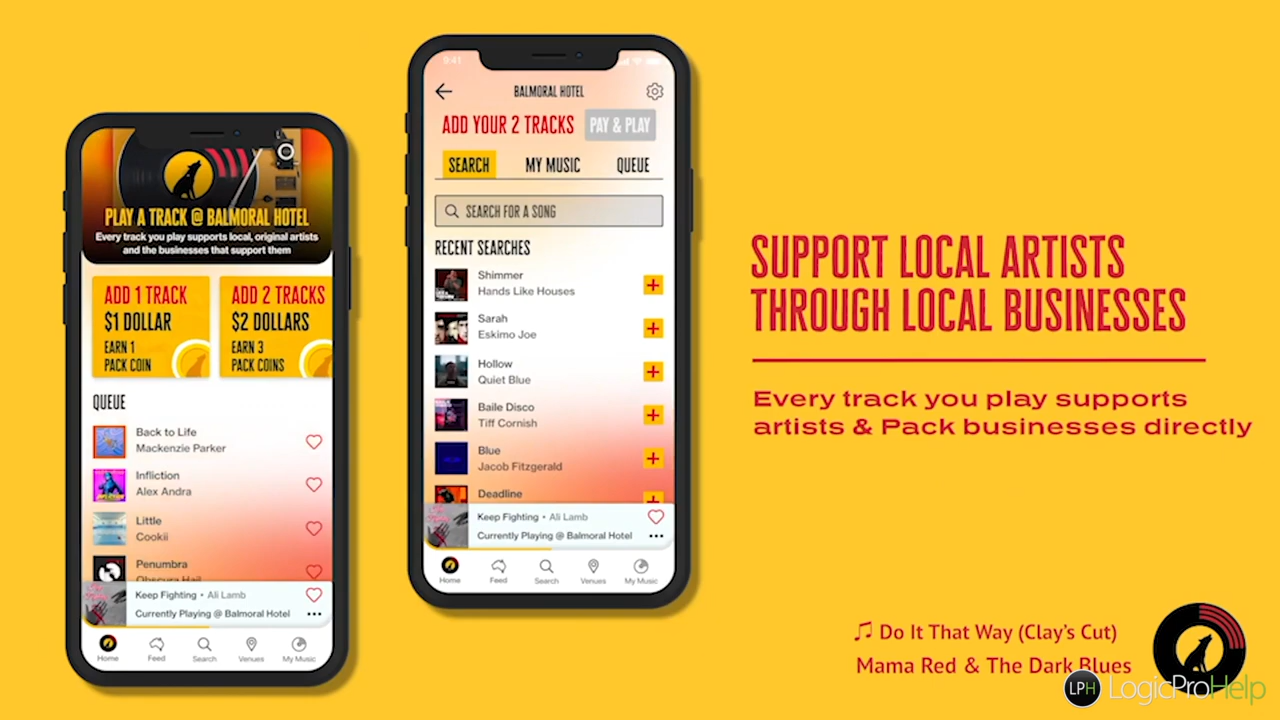 PLAY A TRACK @ BALMORAL HOTEL
Every track you play supports local, original artists
and the businesses that support them
ADD 1 TRACK
$1 DOLLAR
EARN 1
PACK COIN
ADD 2 TRACKS
$2 DOLLARS
EARN 3
PACK COINS
QUEUE
Back to Life
Mackenzie Parker
Infliction
Alex Andra
Little
Cookii
Penumbra
Obscura Hail
Keep Fighting • Ali Lamb
Currently Playing @ Balmoral Hotel
Home Feed Search Venues My Music
9:41
BALMORAL HOTEL
ADD YOUR 2 TRACKS PAY & PLAY
SEARCH MY MUSIC QUEUE
SEARCH FOR A SONG
RECENT SEARCHES
Shimmer
Hands Like Houses
Sarah
Eskimo Joe
Hollow
Quiet Blue
Baile Disco
Tiff Cornish
Blue
Jacob Fitzgerald
Deadline
Keep Fighting • Ali Lamb
Currently Playing @ Balmoral Hotel
Home Feed Search Venues My Music
SUPPORT LOCAL ARTISTS
THROUGH LOCAL BUSINESSES
Every track you play supports
artists & Pack businesses directly
Do It That Way (Clay's Cut)
Mama Red & The Dark Blues
LPH LogicProHelp